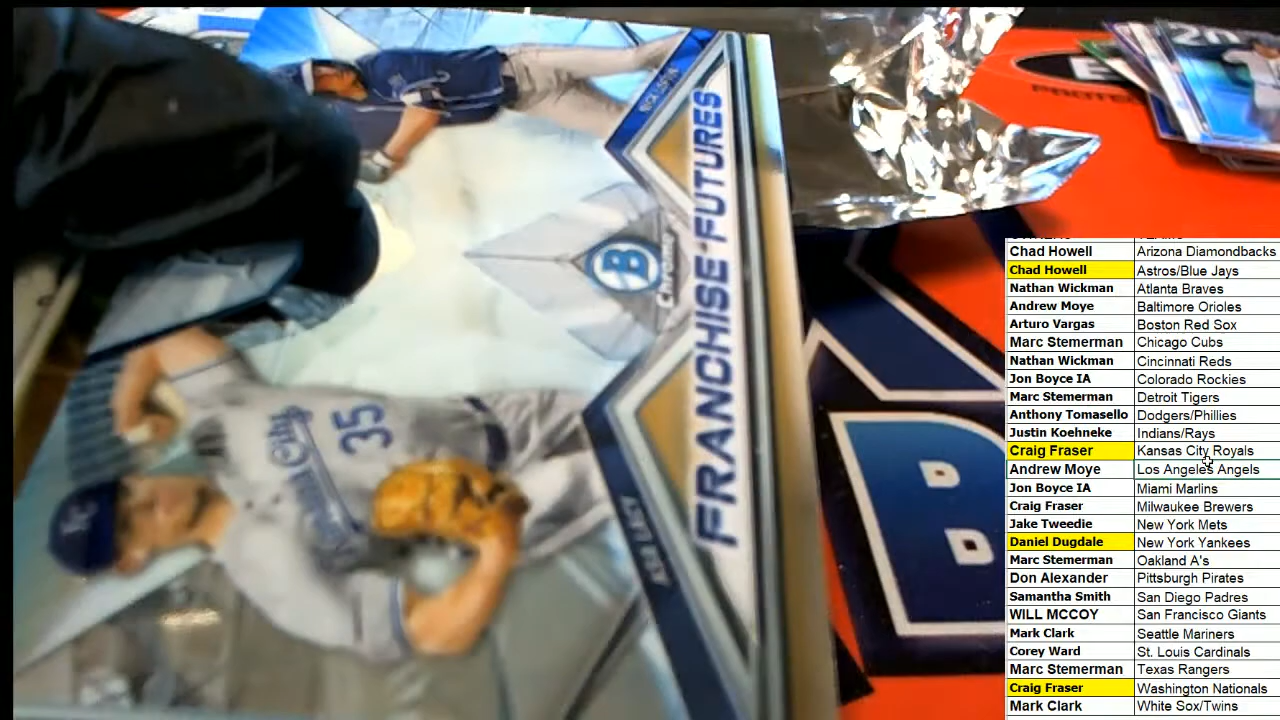 FRANCHISE FUTURES
B
Chrome
ASA LACY
City
35
KC
20
E
Chad Howell Arizona Diamondbacks
Chad Howell Astros/Blue Jays
Nathan Wickman Atlanta Braves
Andrew Moye Baltimore Orioles
Arturo Vargas Boston Red Sox
Marc Stemerman Chicago Cubs
Nathan Wickman Cincinnati Reds
Jon Boyce IA Colorado Rockies
Marc Stemerman Detroit Tigers
Anthony Tomasello Dodgers/Phillies
Justin Koehneke Indians/Rays
Craig Fraser Kansas City Royals
Andrew Moye Los Angeles Angels
Jon Boyce IA Miami Marlins
Craig Fraser Milwaukee Brewers
Jake Tweedie New York Mets
Daniel Dugdale New York Yankees
Marc Stemerman Oakland A's
Don Alexander Pittsburgh Pirates
Samantha Smith San Diego Padres
WILL MCCOY San Francisco Giants
Mark Clark Seattle Mariners
Corey Ward St. Louis Cardinals
Marc Stemerman Texas Rangers
Craig Fraser Washington Nationals
Mark Clark White Sox/Twins